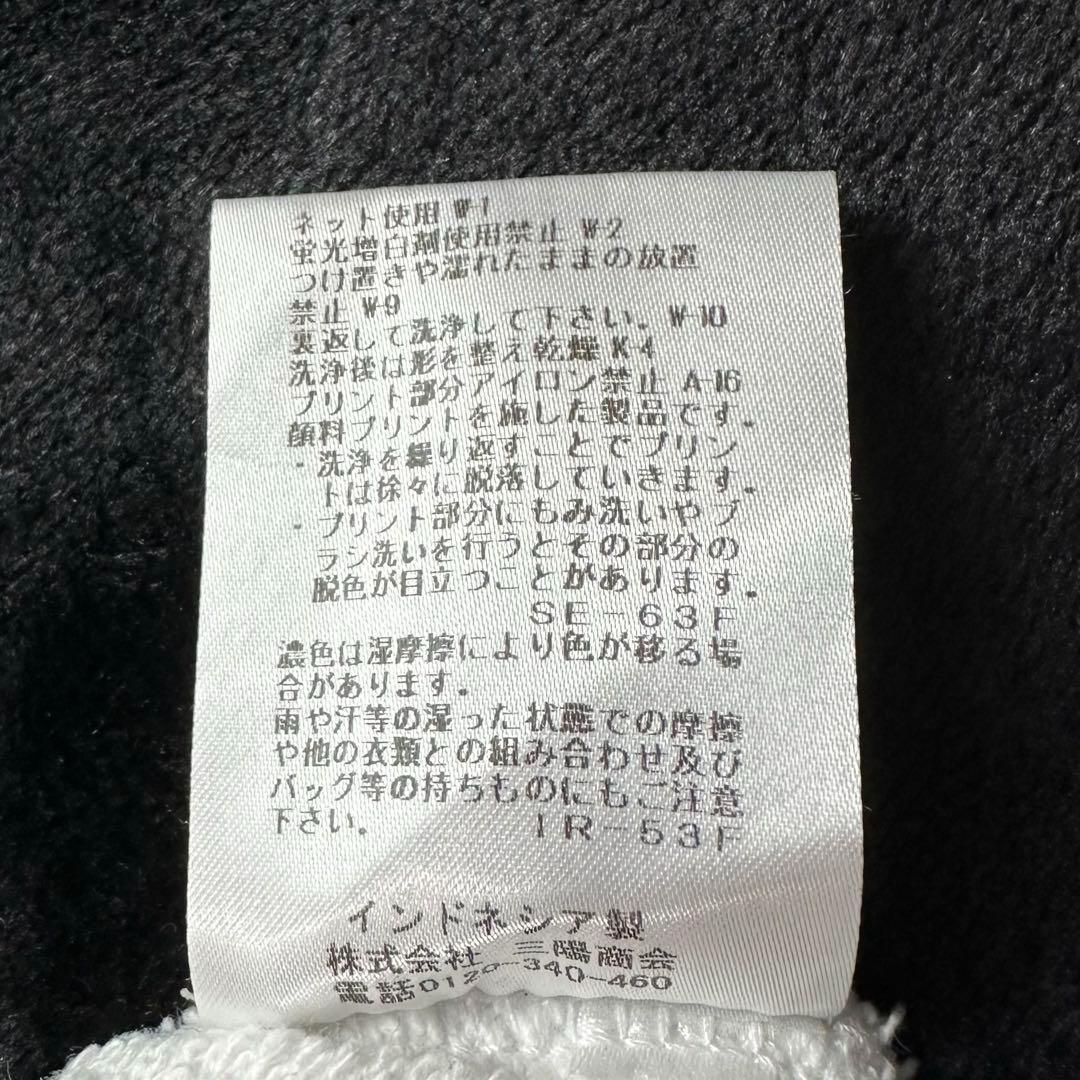 ネット使用 W-1
蛍光増白剤使用禁止 W-2
つけ置きや濡れたままの放置
禁止 W-9
裏返して洗浄して下さい。W-10
洗浄後は形を整え乾燥 K-4
プリント部分アイロン禁止 A-16
顔料プリントを施した製品です。
・洗浄を繰り返すことでプリン
トは徐々に脱落していきます。
・プリント部分にもみ洗いやブ
ラシ洗いを行うとその部分の
脱色が目立つことがあります。
SE-63F
濃色は湿摩擦により色が移る場
合があります。
雨や汗等の湿った状態での摩擦
や他の衣類との組み合わせ及び
バッグ等の持ちものにもご注意
下さい。 IR-53F
インドネシア製
株式会社 三陽商会
電話0120-340-460